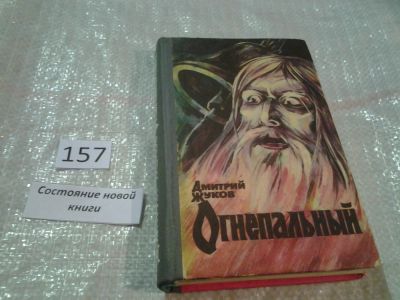 157
Состояние новой
книги
Дмитрий
Жуков
Огнепальный